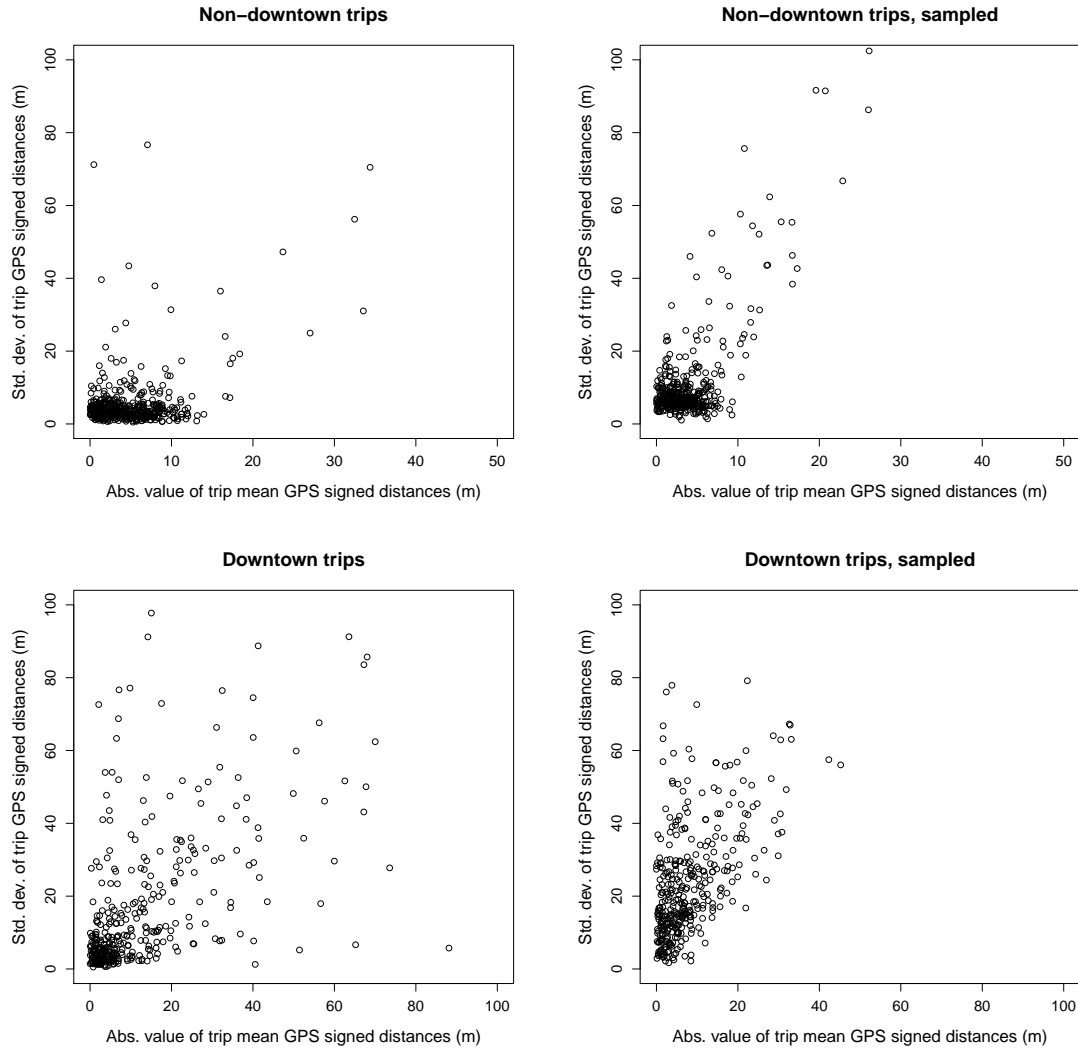 Non−downtown trips
Std. dev. of trip GPS signed distances (m)
0 20 40 60 80 100
0 10 20 30 40 50
Abs. value of trip mean GPS signed distances (m)
Non−downtown trips, sampled
Std. dev. of trip GPS signed distances (m)
0 20 40 60 80 100
0 10 20 30 40 50
Abs. value of trip mean GPS signed distances (m)
Downtown trips
Std. dev. of trip GPS signed distances (m)
0 20 40 60 80 100
0 20 40 60 80 100
Abs. value of trip mean GPS signed distances (m)
Downtown trips, sampled
Std. dev. of trip GPS signed distances (m)
0 20 40 60 80 100
0 20 40 60 80 100
Abs. value of trip mean GPS signed distances (m)